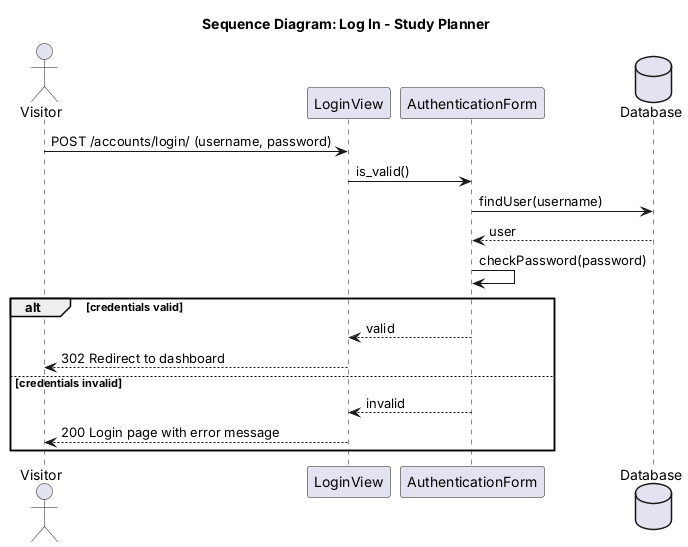 Sequence Diagram: Log In - Study Planner
Visitor
LoginView
AuthenticationForm
Database
POST /accounts/login/ (username, password)
is_valid()
findUser(username)
user
checkPassword(password)
alt
[credentials valid]
valid
302 Redirect to dashboard
[credentials invalid]
invalid
200 Login page with error message
Visitor
LoginView
AuthenticationForm
Database